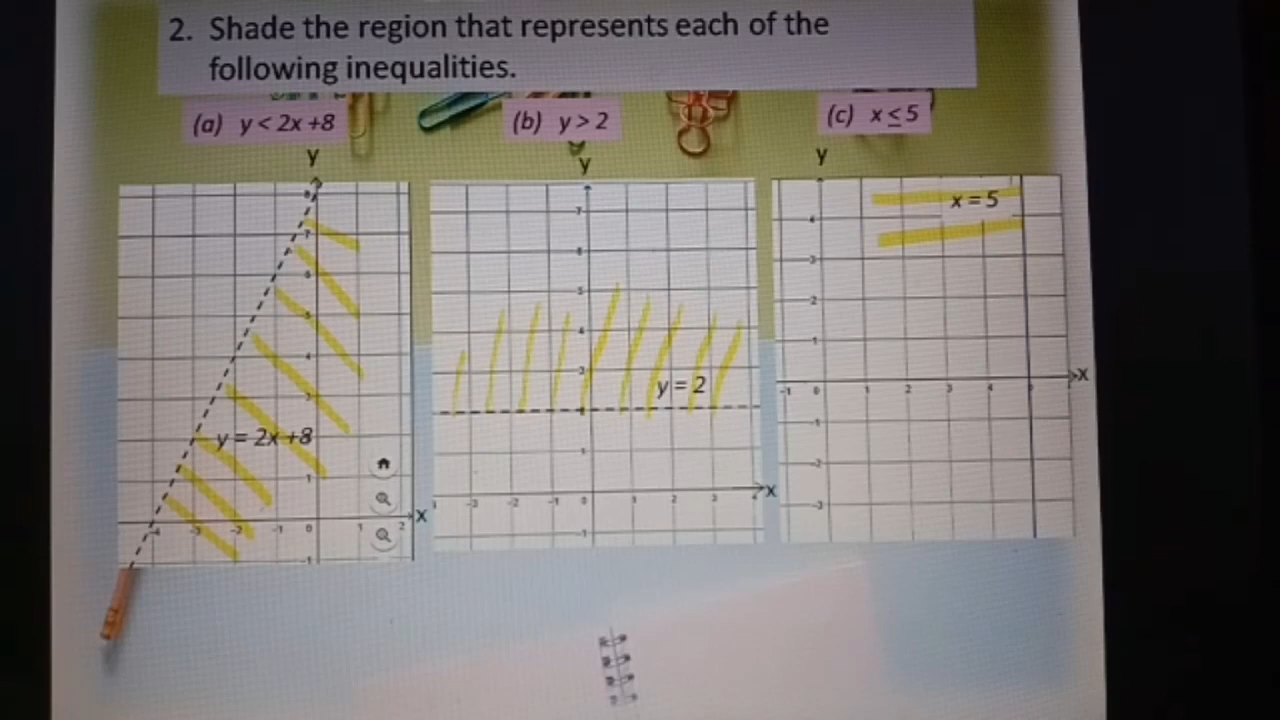 2. Shade the region that represents each of the
following inequalities.
(a) y < 2x +8
(b) y > 2
(c) x ≤ 5
y
y
y
x = 5
y = 2
y = 2x +8
x
x
x